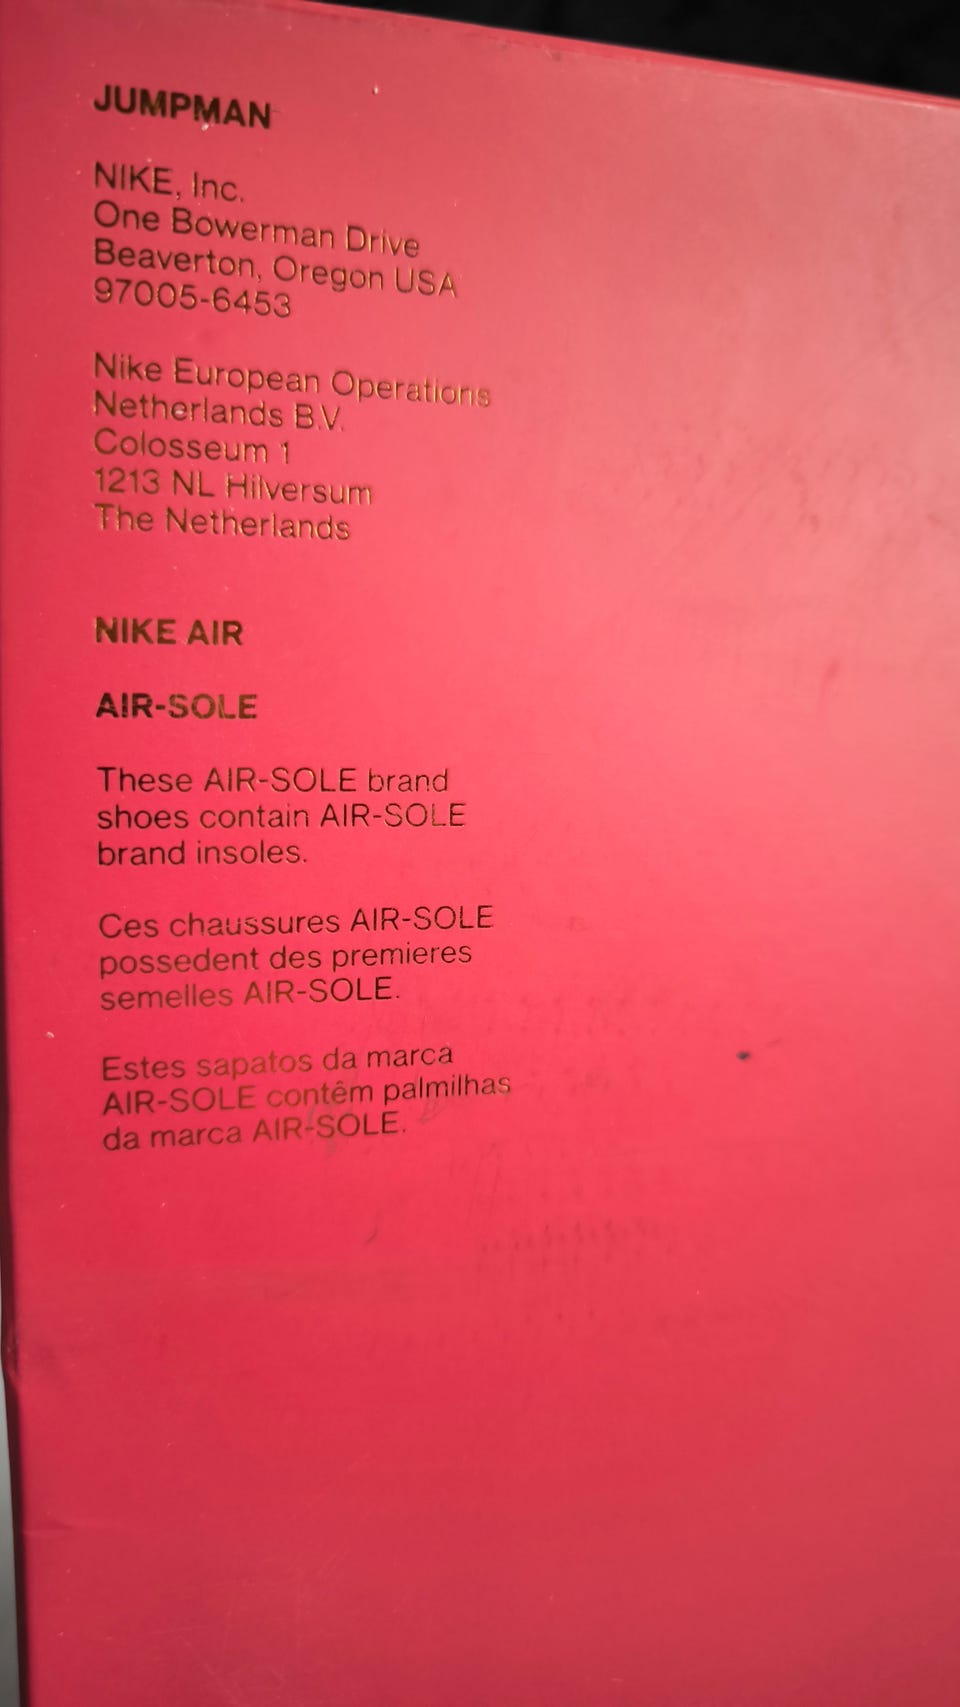 JUMPMAN
NIKE, Inc.
One Bowerman Drive
Beaverton, Oregon USA
97005-6453
Nike European Operations
Netherlands B.V.
Colosseum 1
1213 NL Hilversum
The Netherlands
NIKE AIR
AIR-SOLE
These AIR-SOLE brand
shoes contain AIR-SOLE
brand insoles.
Ces chaussures AIR-SOLE
possedent des premieres
semelles AIR-SOLE.
Estes sapatos da marca
AIR-SOLE contêm palmilhas
da marca AIR-SOLE.